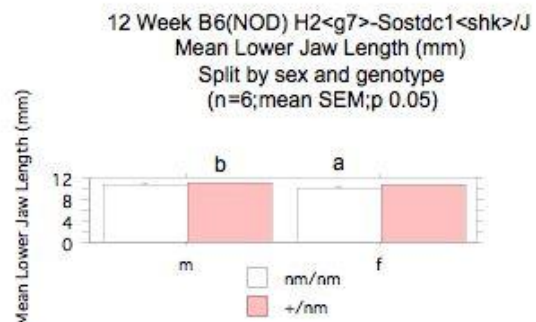 12 Week B6(NOD) H2<g7>-Sostdc1<shk>/J
Mean Lower Jaw Length (mm)
Split by sex and genotype
(n=6;mean SEM;p 0.05)
Mean Lower Jaw Length (mm)
b a
12
8
4
0
m f
nm/nm
+/nm